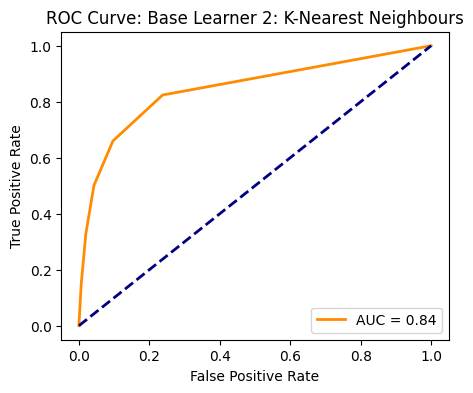 ROC Curve: Base Learner 2: K-Nearest Neighbours
True Positive Rate
1.0
0.8
0.6
0.4
0.2
0.0
AUC = 0.84
0.0 0.2 0.4 0.6 0.8 1.0
False Positive Rate